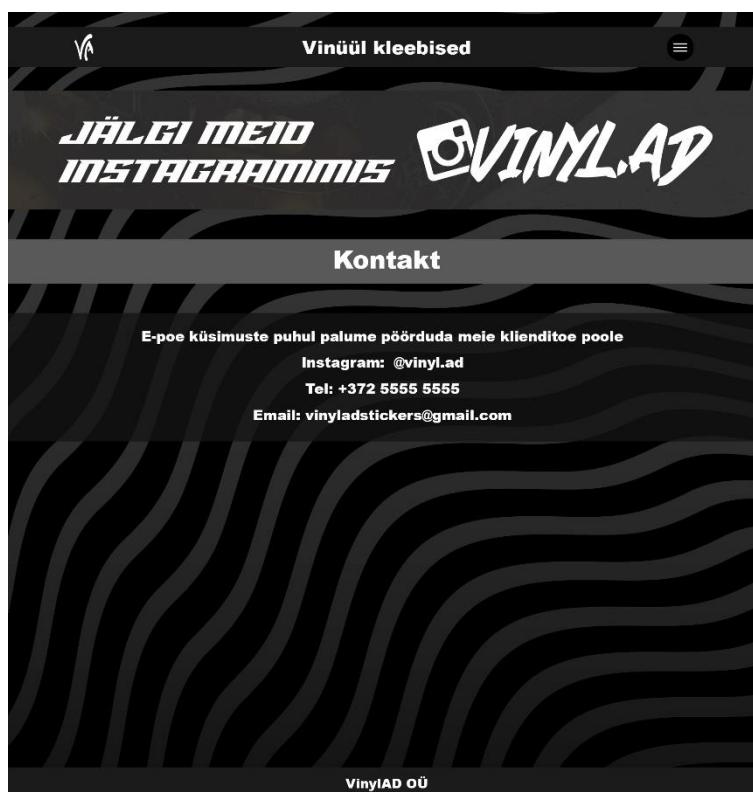 VA
Vinüül kleebised
JÄLGI MEID
INSTAGRAMMIS
VINYL.AD
Kontakt
E-poe küsimuste puhul palume pöörduda meie klienditoe poole
Instagram: @vinyl.ad
Tel: +372 5555 5555
Email: vinyladstickers@gmail.com
VinylAD OÜ